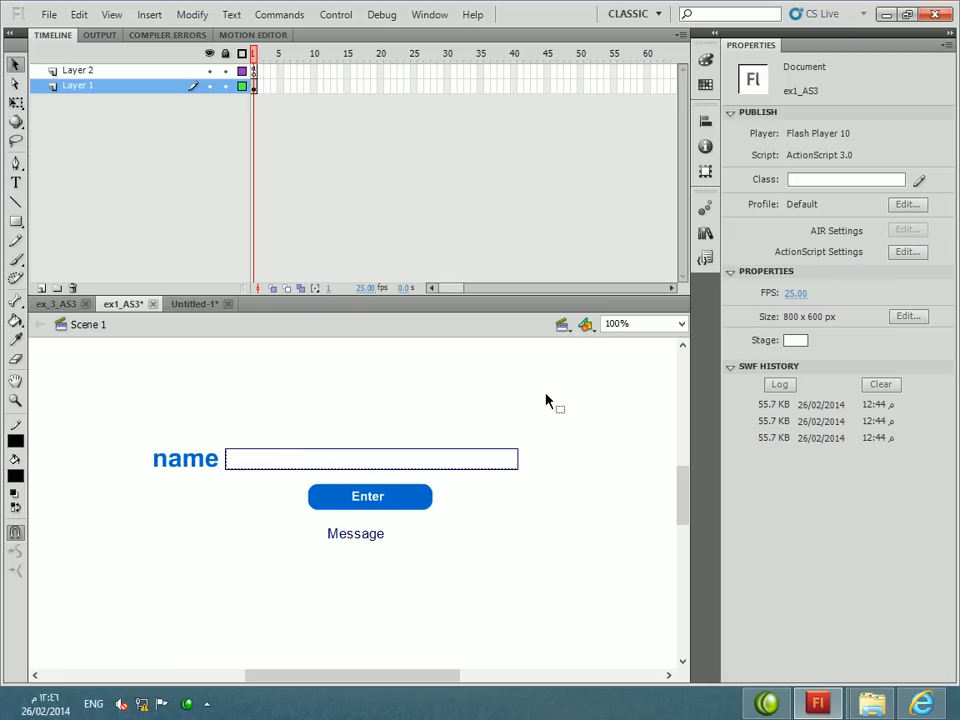 Fl File Edit View Insert Modify Text Commands Control Debug Window Help CLASSIC CS Live
TIMELINE OUTPUT COMPILER ERRORS MOTION EDITOR
1 5 10 15 20 25 30 35 40 45 50 55 60
Layer 2
Layer 1
1 25.00 fps 0.0 s
ex_3_AS3 ex1_AS3* Untitled-1*
Scene 1 100%
name
Enter
Message
PROPERTIES
Fl
Document
ex1_AS3
PUBLISH
Player: Flash Player 10
Script: ActionScript 3.0
Class:
Profile: Default Edit...
AIR Settings Edit...
ActionScript Settings Edit...
PROPERTIES
FPS: 25.00
Size: 800 x 600 px Edit...
Stage:
SWF HISTORY
Log Clear
55.7 KB 26/02/2014 12:44 م
55.7 KB 26/02/2014 12:44 م
55.7 KB 26/02/2014 12:44 م
١٢:٤٦ م
26/02/2014
ENG
Fl